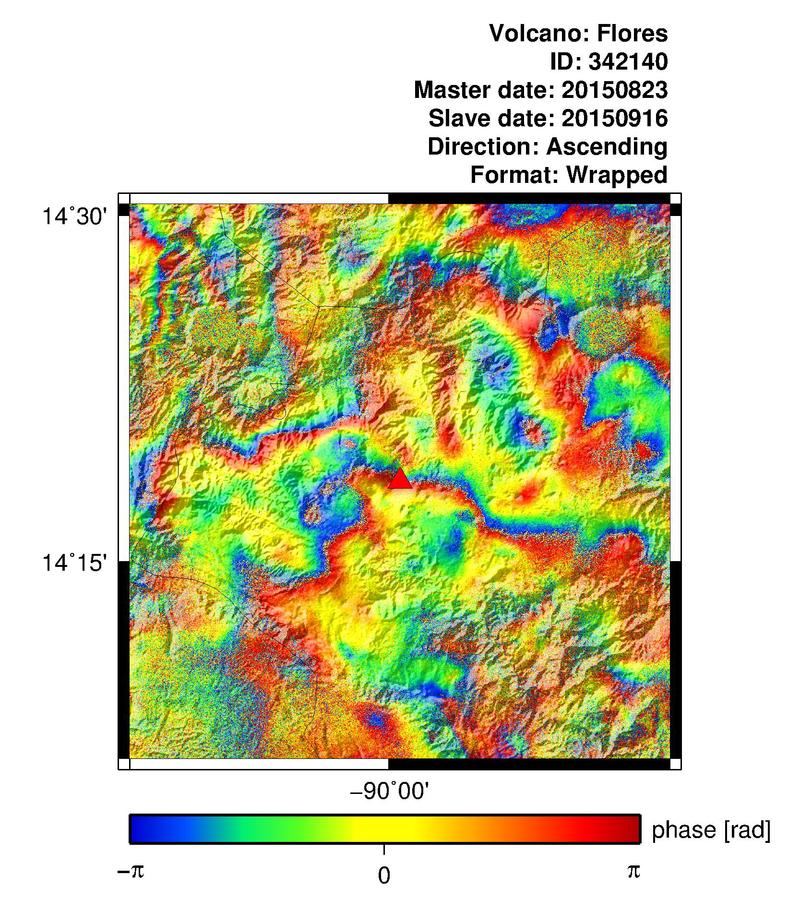 Volcano: Flores
ID: 342140
Master date: 20150823
Slave date: 20150916
Direction: Ascending
Format: Wrapped
14˚30'
14˚15'
−90˚00'
phase [rad]
−π
0
π